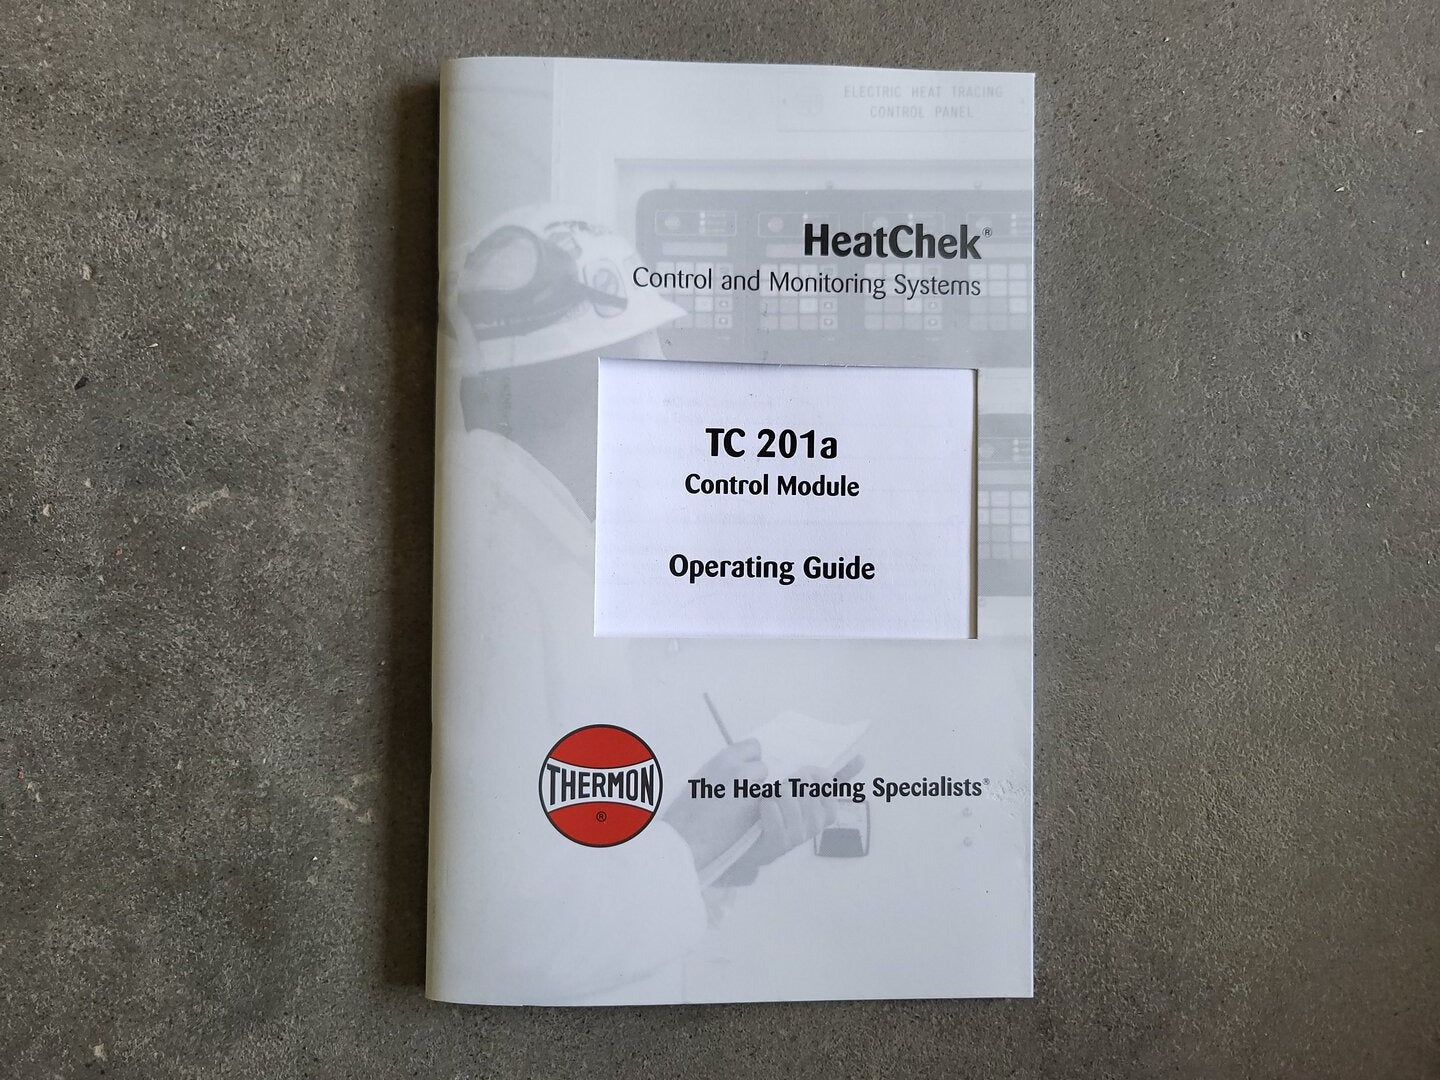 ELECTRIC HEAT TRACING
CONTROL PANEL
HeatChek®
Control and Monitoring Systems
TC 201a
Control Module
Operating Guide
THERMON
®
The Heat Tracing Specialists®